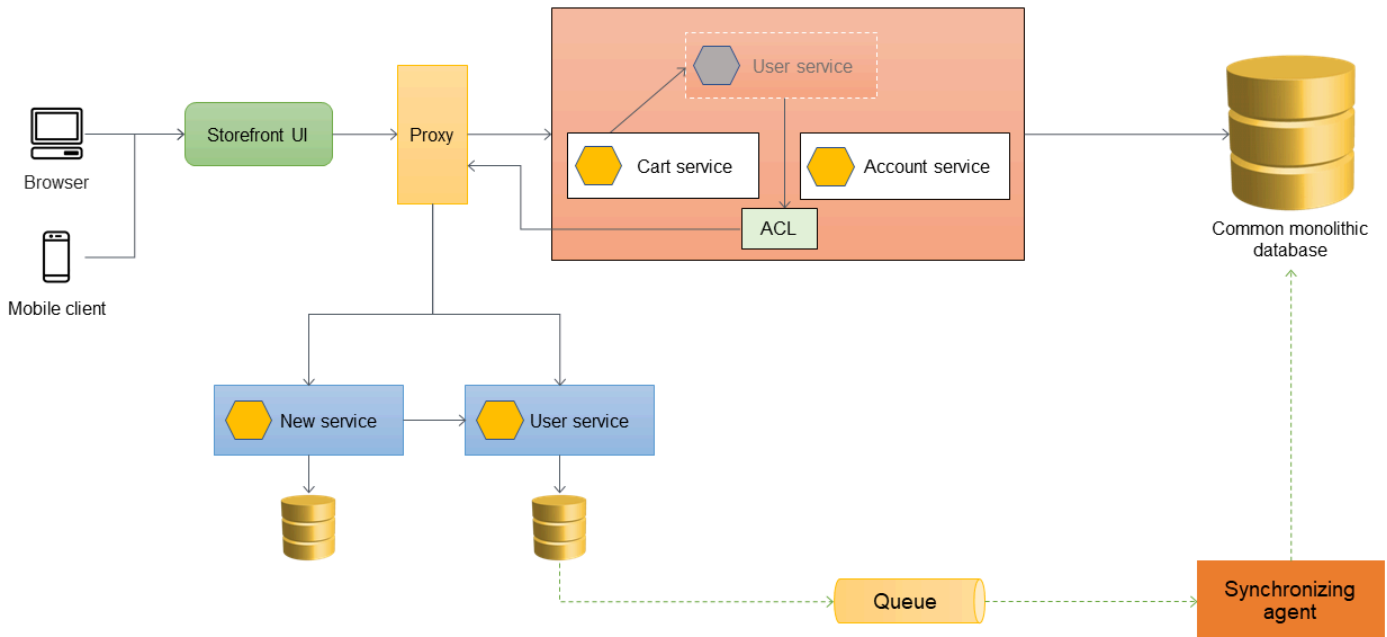 User service
Storefront UI
Proxy
Cart service
Account service
Browser
ACL
Common monolithic
database
Mobile client
New service
User service
Queue
Synchronizing
agent